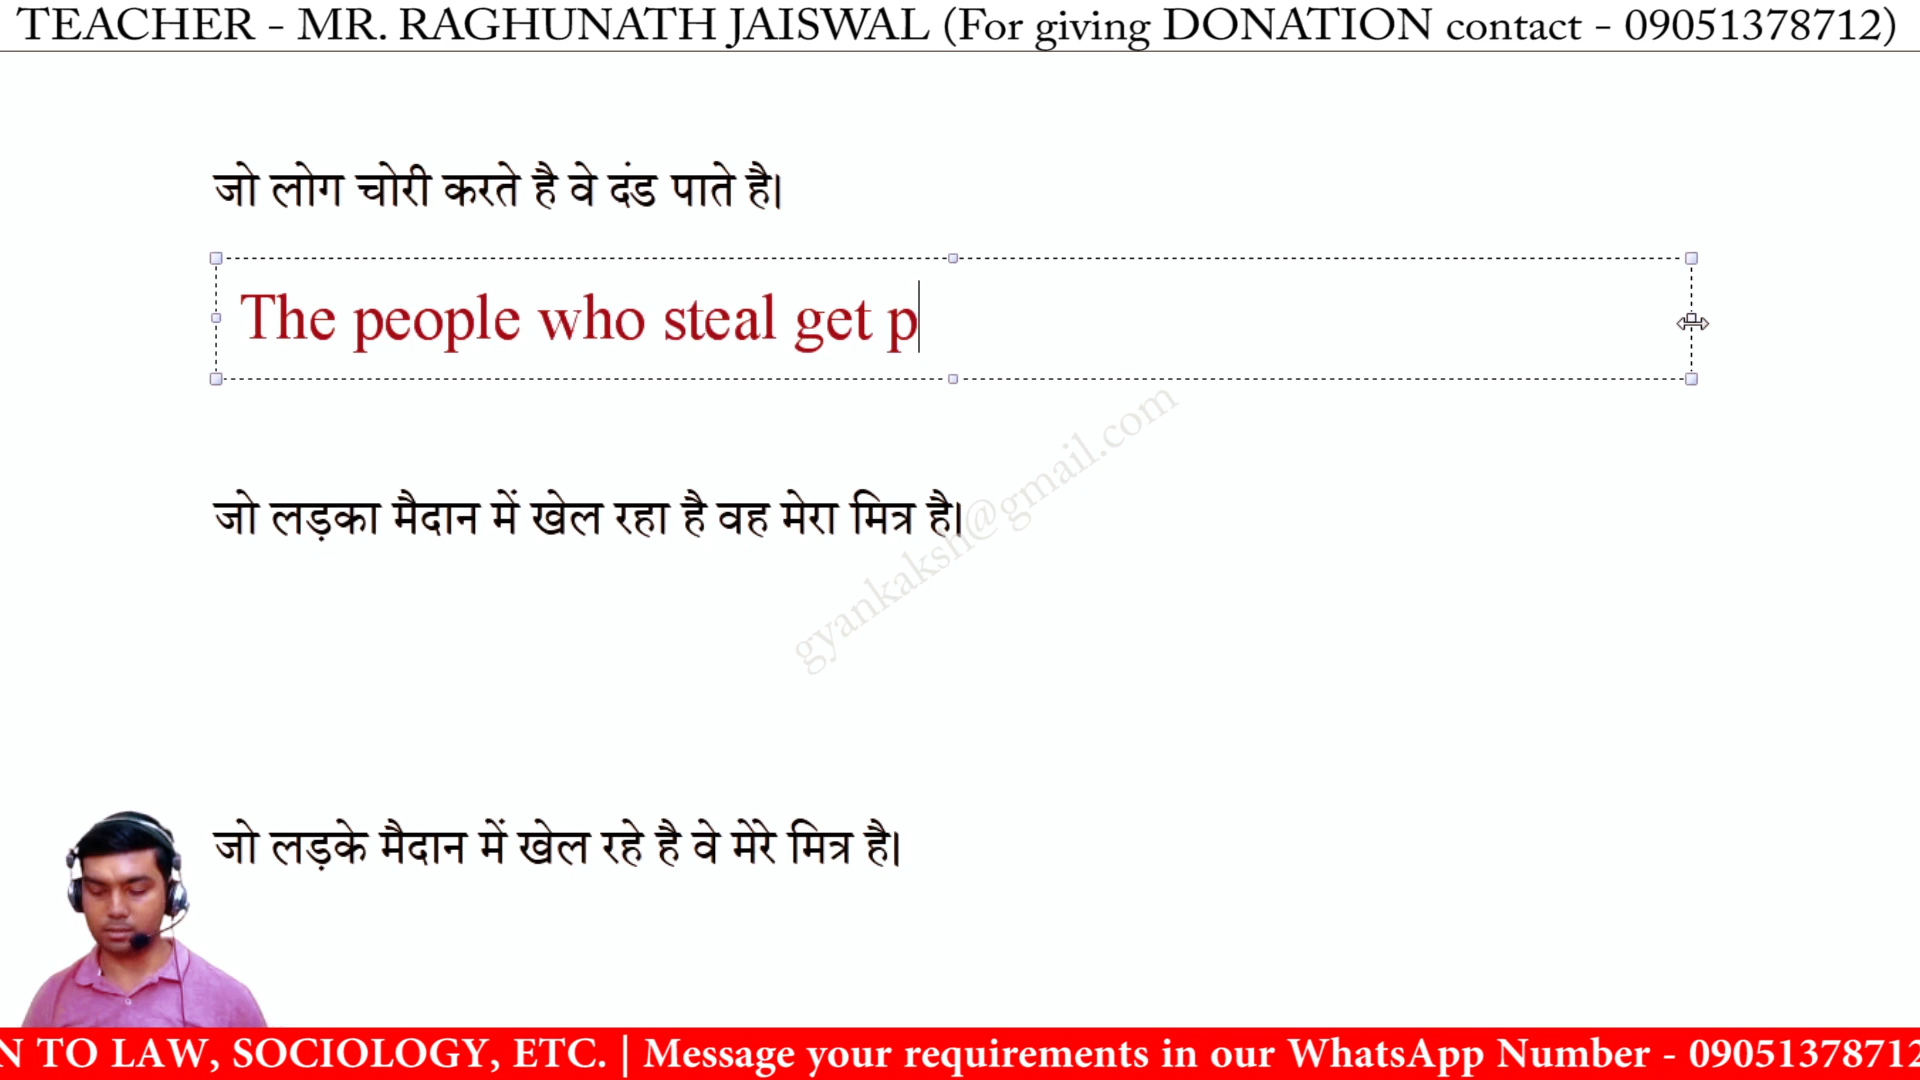 TEACHER - MR. RAGHUNATH JAISWAL (For giving DONATION contact - 09051378712)
जो लोग चोरी करते है वे दंड पाते है।
The people who steal get p
जो लड़का मैदान में खेल रहा है वह मेरा मित्र है।
gyankaksh@gmail.com
जो लड़के मैदान में खेल रहे है वे मेरे मित्र है।
N TO LAW, SOCIOLOGY, ETC. | Message your requirements in our WhatsApp Number - 09051378712